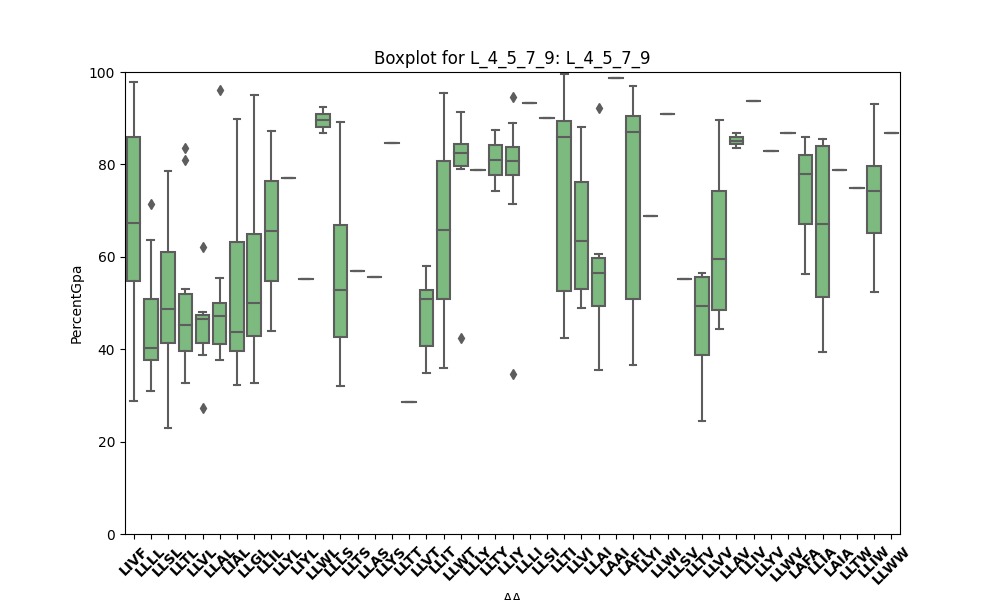 Boxplot for L_4_5_7_9: L_4_5_7_9
PercentGpa
100
80
60
40
20
0
LIVF LLLL LLSL LLTL LLVL LLAL LIAL LLGL LLIL LLYL LIYL LLWL LLLS LLTS LLAS LLYS LLTT LLVT LLIT LLWT LLLY LLTY LLIY LLLI LLSI LLTI LLVI LLAI LAAI LAFI LLYI LLWI LLSV LLTV LLVV LLAV LLIV LLYV LLWV LAFA LLIA LAIA LLTW LLIW LLWW
AA